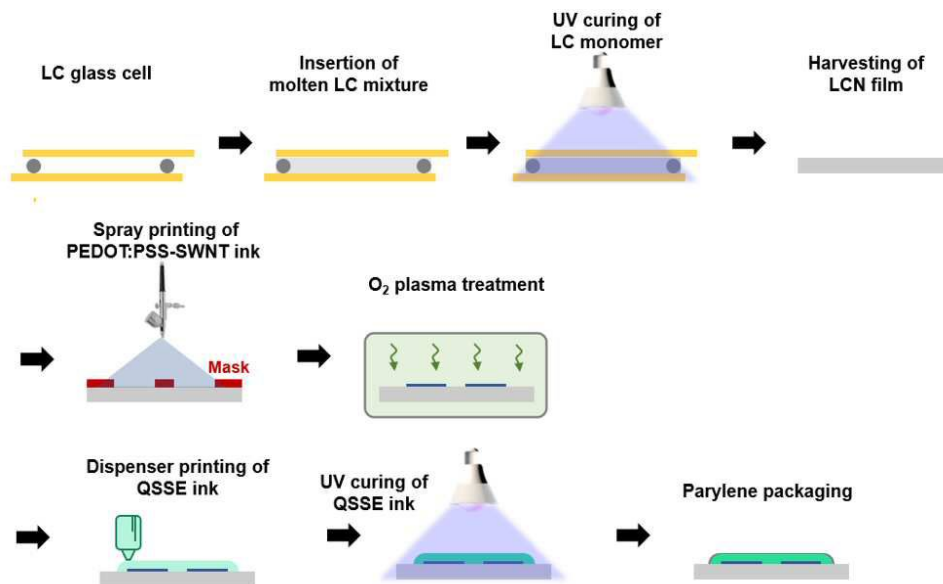 LC glass cell
Insertion of
molten LC mixture
UV curing of
LC monomer
Harvesting of
LCN film
Spray printing of
PEDOT:PSS-SWNT ink
Mask
O₂ plasma treatment
Dispenser printing of
QSSE ink
UV curing of
QSSE ink
Parylene packaging